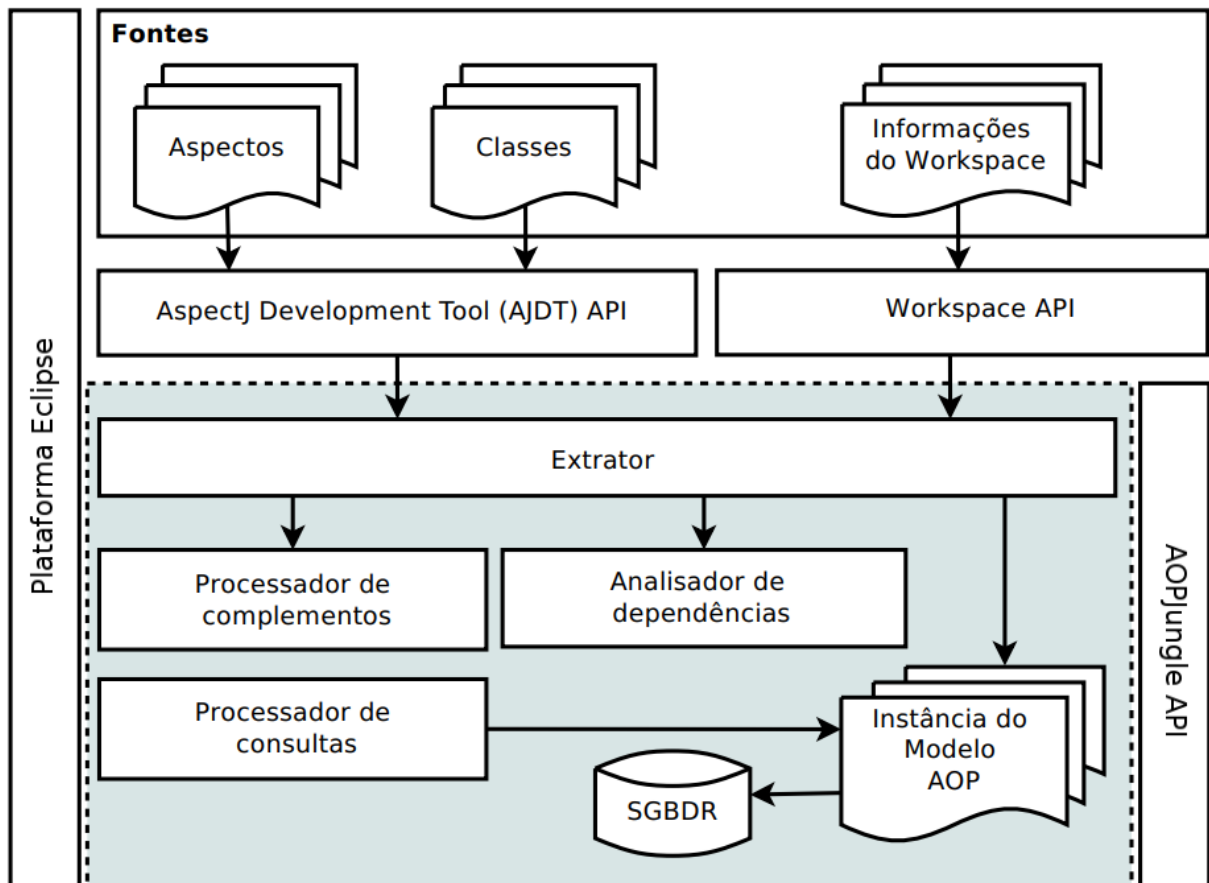 Fontes
Aspectos
Classes
Informações
do Workspace
AspectJ Development Tool (AJDT) API
Workspace API
Plataforma Eclipse
Extrator
Processador de
complementos
Analisador de
dependências
AOPJungle API
Processador de
consultas
Instância do
Modelo
AOP
SGBDR